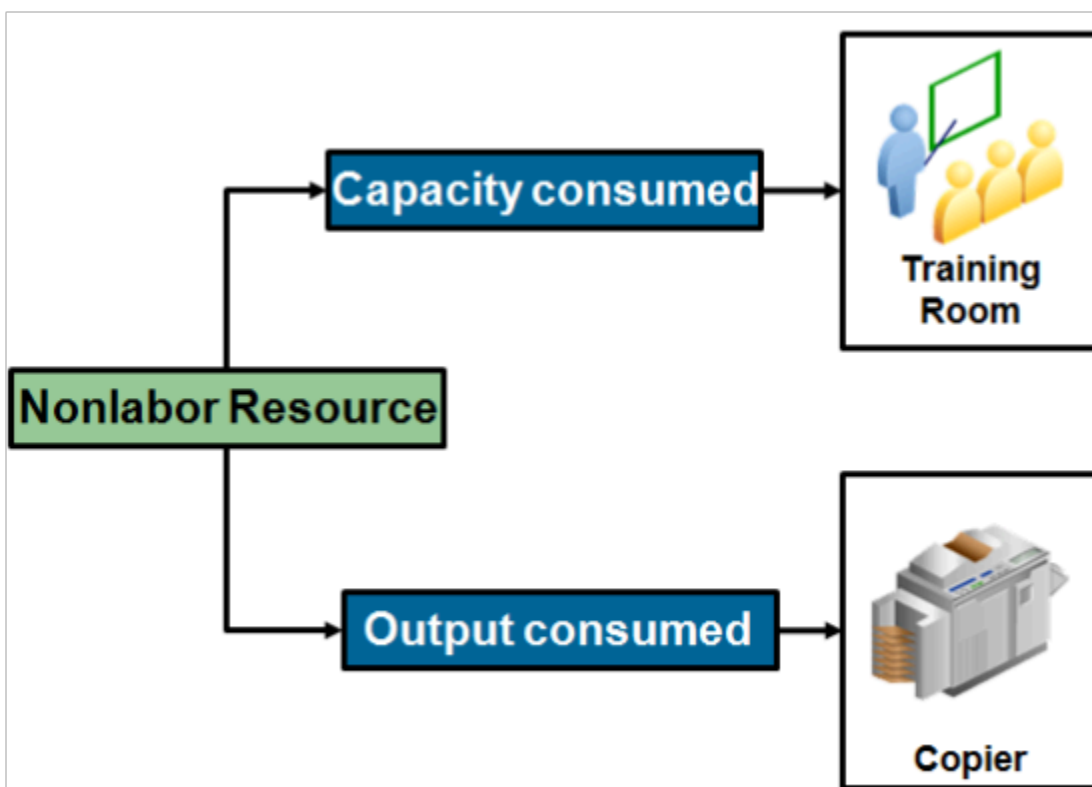 Capacity consumed
Training
Room
Nonlabor Resource
Output consumed
Copier